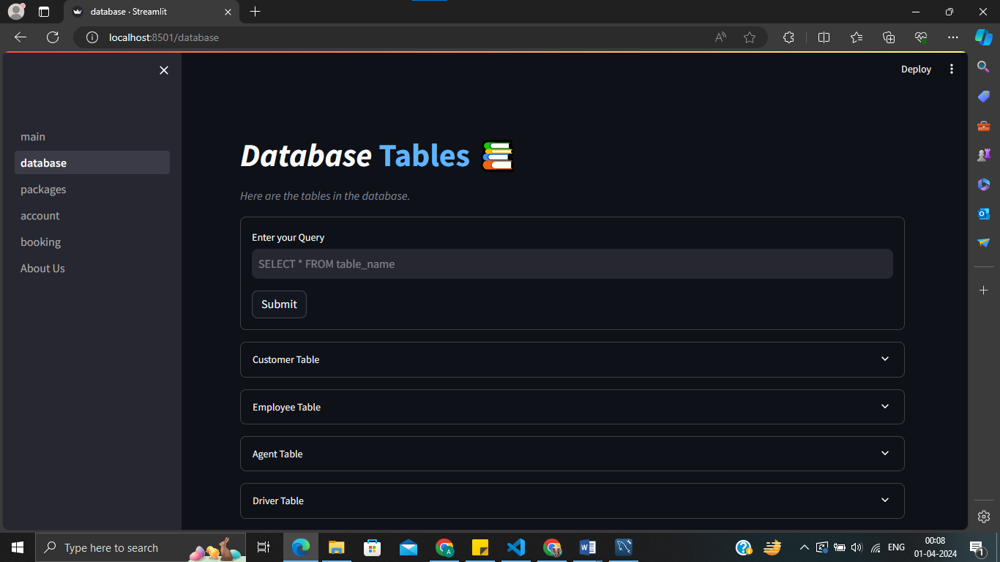 database · Streamlit
localhost:8501/database
Deploy
main
database
packages
account
booking
About Us
Database Tables
Here are the tables in the database.
Enter your Query
SELECT * FROM table_name
Submit
Customer Table
Employee Table
Agent Table
Driver Table
Type here to search
ENG
00:08
01-04-2024
1